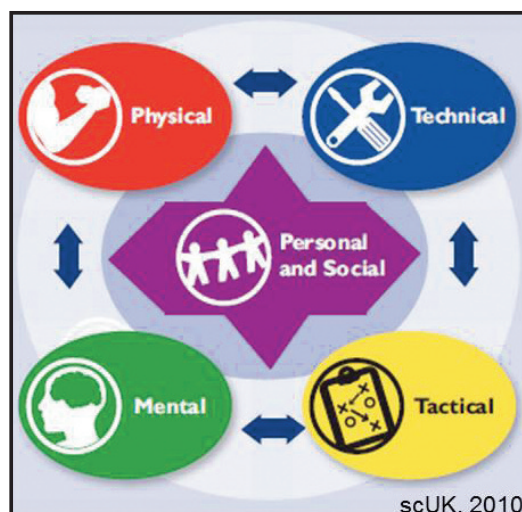 Physical
Technical
Personal
and Social
Mental
Tactical
scUK, 2010